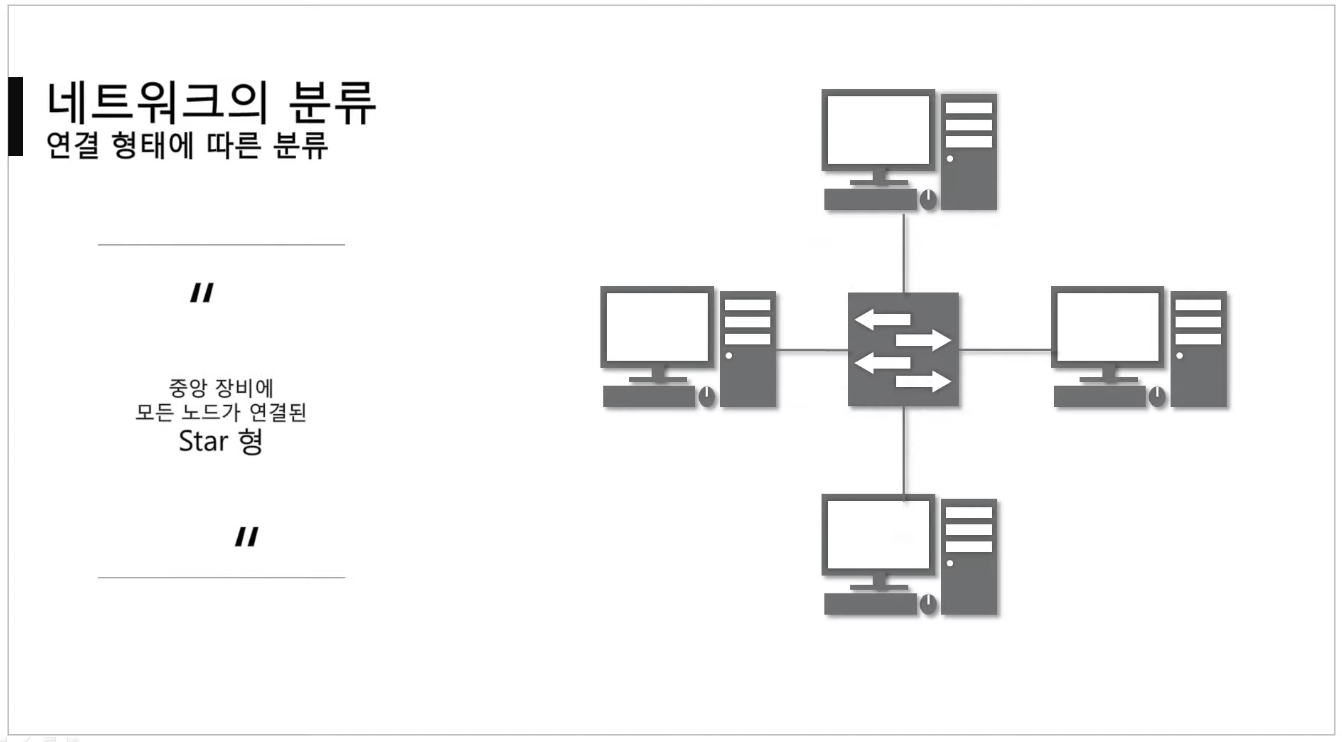 네트워크의 분류
연결 형태에 따른 분류
"
중앙 장비에
모든 노드가 연결된
Star 형
"